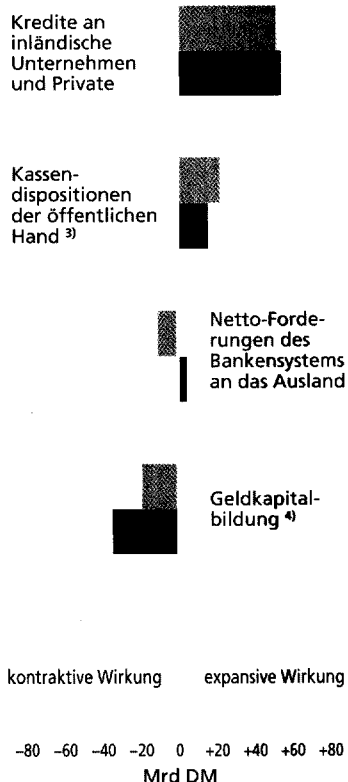 Kredite an
inländische
Unternehmen
und Private
Kassen-
dispositionen
der öffentlichen
Hand 3)
Netto-Forde-
rungen des
Bankensystems
an das Ausland
Geldkapital-
bildung 4)
kontraktive Wirkung expansive Wirkung
−80 −60 −40 −20 0 +20 +40 +60 +80
Mrd DM